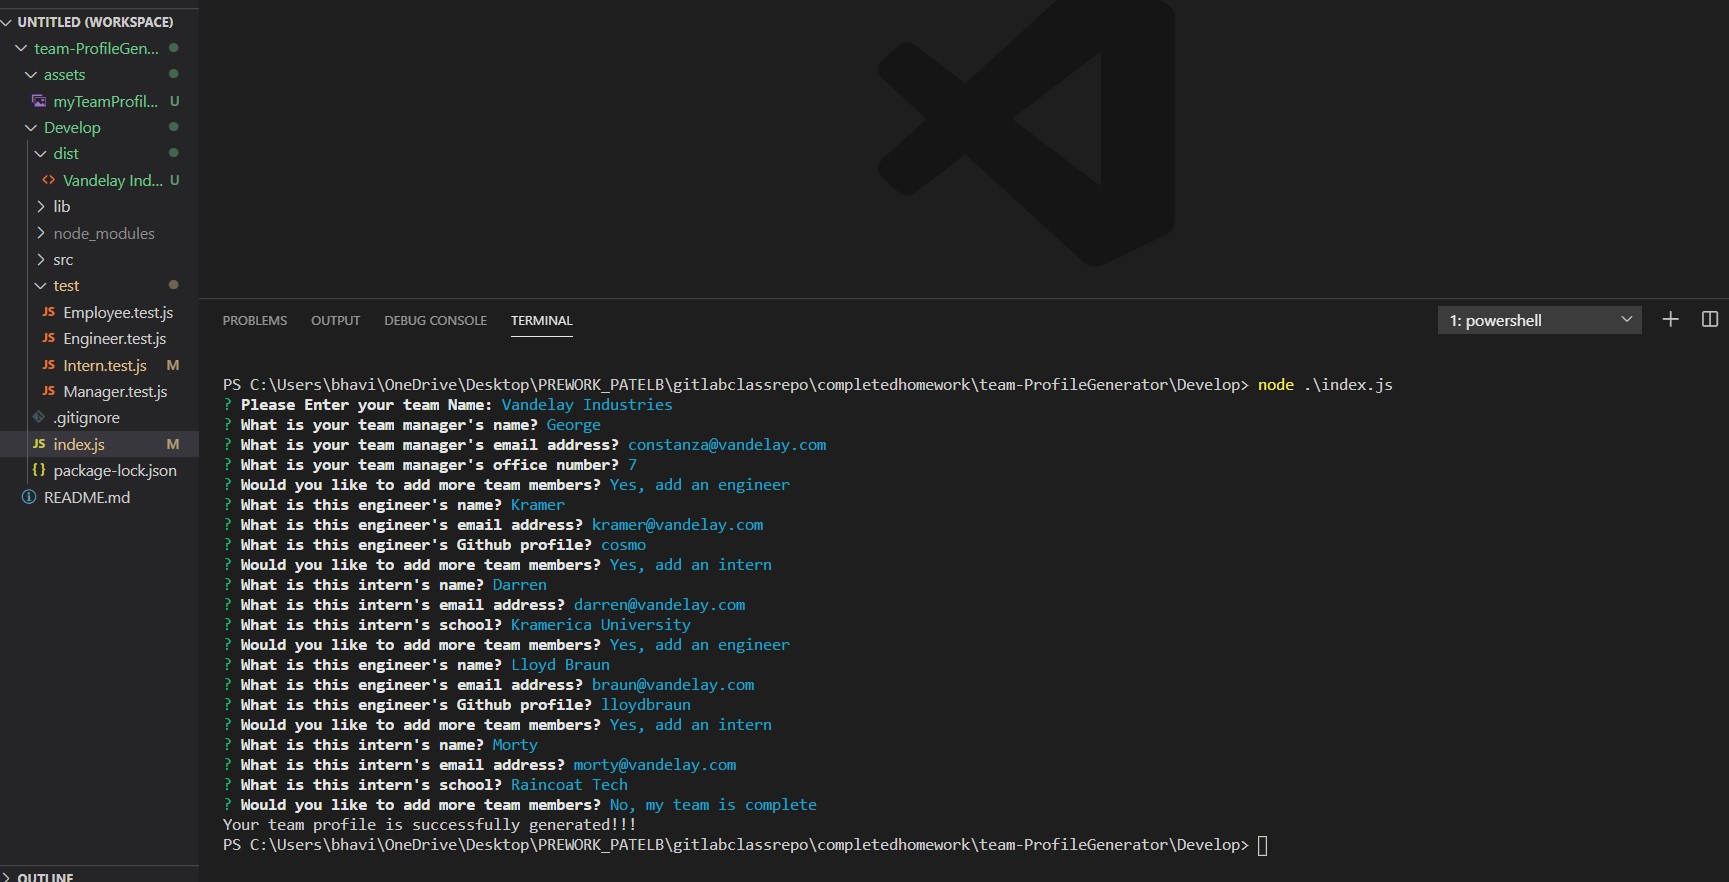 UNTITLED (WORKSPACE)
team-ProfileGen...
assets
myTeamProfil... U
Develop
dist
<> Vandelay Ind... U
lib
node_modules
src
test
JS Employee.test.js
JS Engineer.test.js
JS Intern.test.js M
JS Manager.test.js
.gitignore
JS index.js M
{} package-lock.json
README.md
OUTLINE
PROBLEMS OUTPUT DEBUG CONSOLE TERMINAL
1: powershell
PS C:\Users\bhavi\OneDrive\Desktop\PREWORK_PATELB\gitlabclassrepo\completedhomework\team-ProfileGenerator\Develop> node .\index.js
? Please Enter your team Name: Vandelay Industries
? What is your team manager's name? George
? What is your team manager's email address? constanza@vandelay.com
? What is your team manager's office number? 7
? Would you like to add more team members? Yes, add an engineer
? What is this engineer's name? Kramer
? What is this engineer's email address? kramer@vandelay.com
? What is this engineer's Github profile? cosmo
? Would you like to add more team members? Yes, add an intern
? What is this intern's name? Darren
? What is this intern's email address? darren@vandelay.com
? What is this intern's school? Kramerica University
? Would you like to add more team members? Yes, add an engineer
? What is this engineer's name? Lloyd Braun
? What is this engineer's email address? braun@vandelay.com
? What is this engineer's Github profile? lloydbraun
? Would you like to add more team members? Yes, add an intern
? What is this intern's name? Morty
? What is this intern's email address? morty@vandelay.com
? What is this intern's school? Raincoat Tech
? Would you like to add more team members? No, my team is complete
Your team profile is successfully generated!!!
PS C:\Users\bhavi\OneDrive\Desktop\PREWORK_PATELB\gitlabclassrepo\completedhomework\team-ProfileGenerator\Develop>